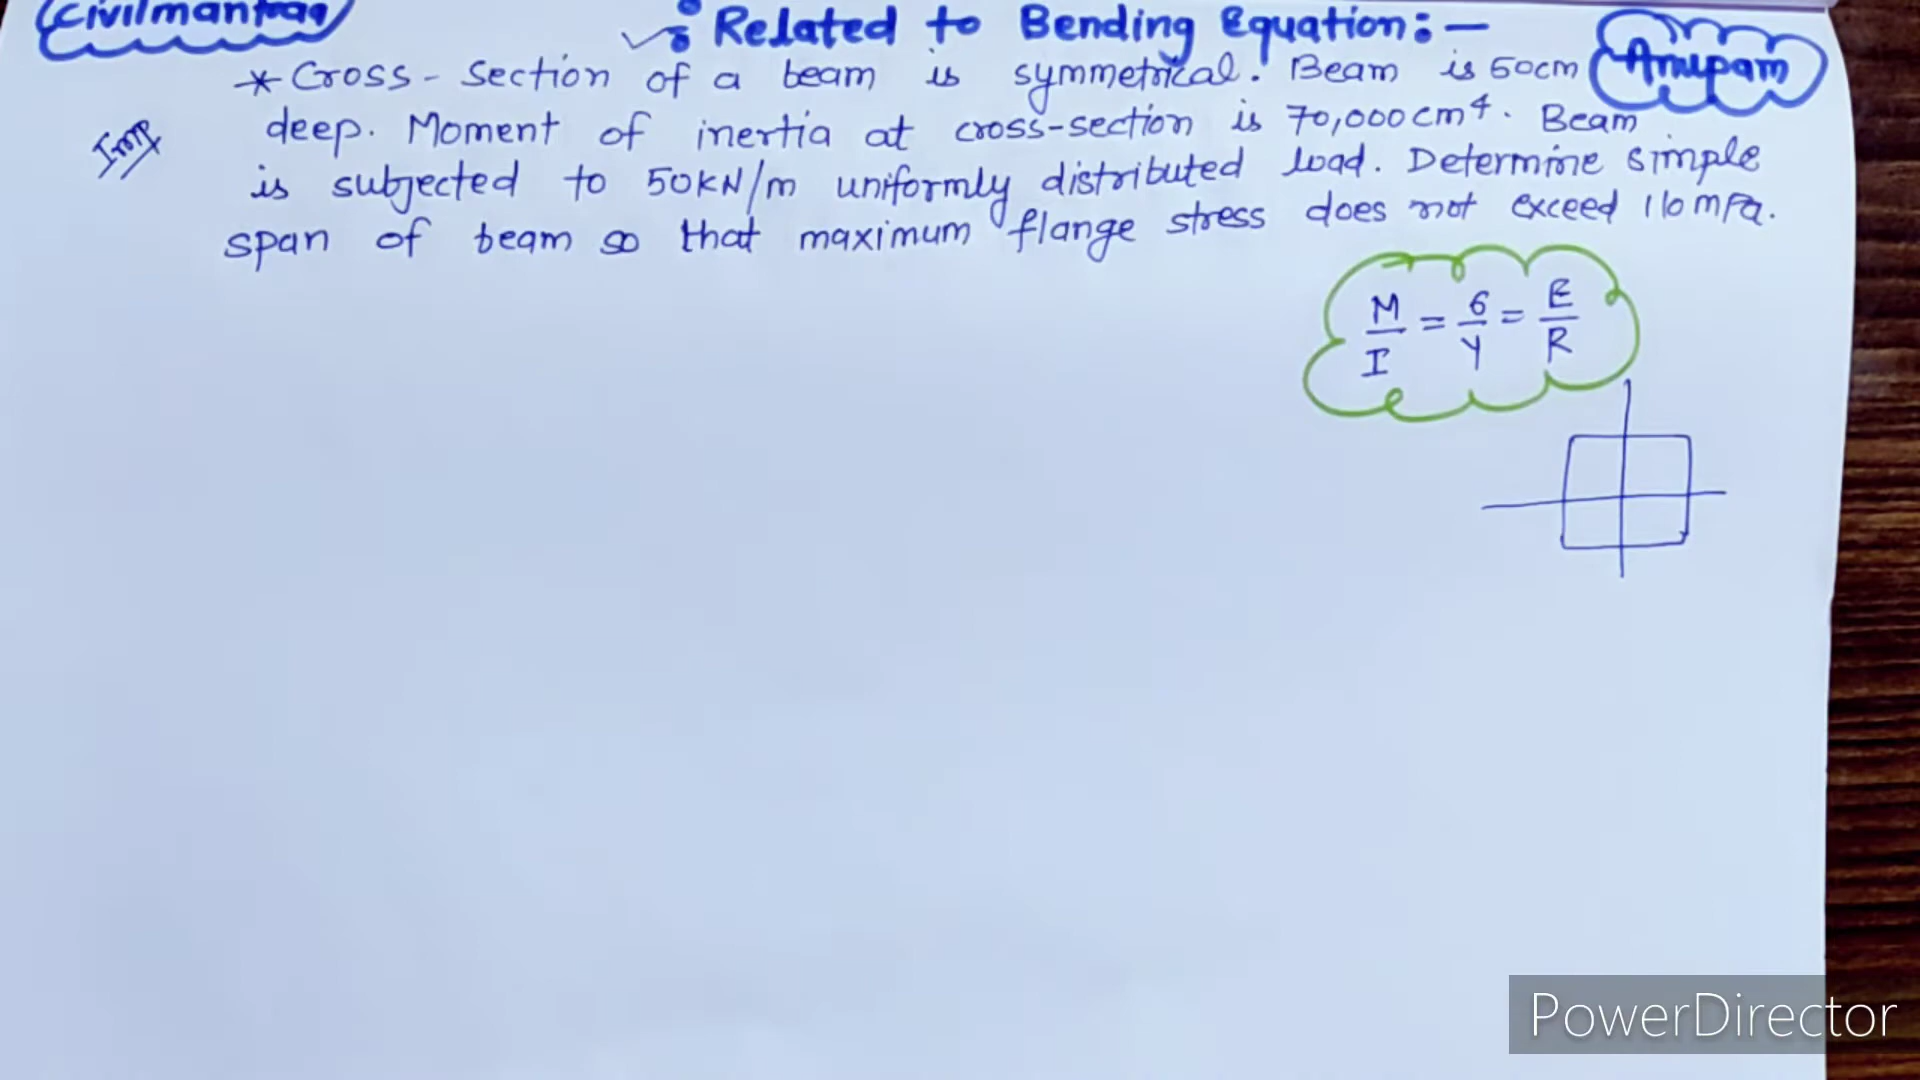 Civilmantraa
Related to Bending Equation:-
Anupam
* Cross-section of a beam is symmetrical. Beam is 50cm
Imp
deep. Moment of inertia at cross-section is 70,000cm⁴. Beam
is subjected to 50KN/m uniformly distributed load. Determine simple
span of beam so that maximum flange stress does not exceed 110mpa.
M/I = σ/Y = E/R
PowerDirector